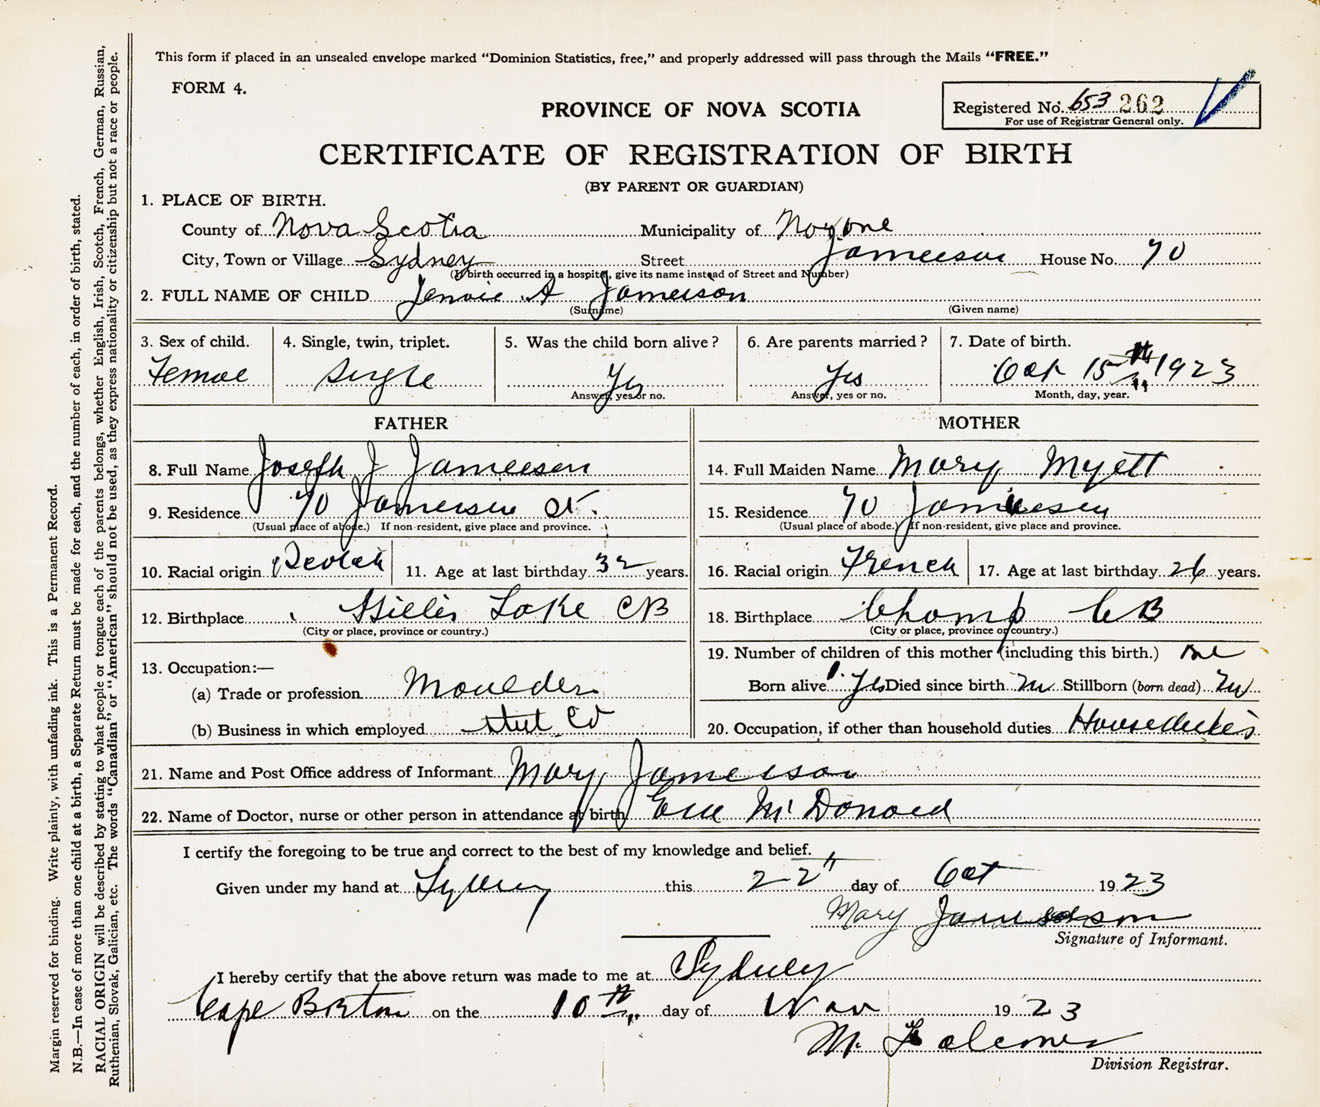 This form if placed in an unsealed envelope marked "Dominion Statistics, free," and properly addressed will pass through the Mails "FREE."
FORM 4.
PROVINCE OF NOVA SCOTIA
Registered No. 653 262
For use of Registrar General only.
CERTIFICATE OF REGISTRATION OF BIRTH
(BY PARENT OR GUARDIAN)
1. PLACE OF BIRTH.
County of Nova Scotia Municipality of
City, Town or Village Sydney Street Jameeson House No. 70
(If birth occurred in a hospital, give its name instead of Street and Number)
2. FULL NAME OF CHILD Jennie A Jameison
(Surname) (Given name)
3. Sex of child. 4. Single, twin, triplet. 5. Was the child born alive? 6. Are parents married? 7. Date of birth.
Femal single Yes Yes Oct 15th 1923
Answer, yes or no. Answer, yes or no. Month, day, year.
FATHER MOTHER
8. Full Name Joseph J Jameeson 14. Full Maiden Name Mary Myett
9. Residence 70 Jameison St. 15. Residence 70 Jameeson
(Usual place of abode.) If non-resident, give place and province. (Usual place of abode.) If non-resident, give place and province.
10. Racial origin Scotch 11. Age at last birthday 32 years. 16. Racial origin French 17. Age at last birthday 26 years.
12. Birthplace Gillis Lake CB 18. Birthplace CB
(City or place, province or country.) (City or place, province or country.)
13. Occupation:— 19. Number of children of this mother (including this birth.) one
(a) Trade or profession Moulder Born alive Yes Died since birth Stillborn (born dead)
(b) Business in which employed Co 20. Occupation, if other than household duties
21. Name and Post Office address of Informant Mary Jameison
22. Name of Doctor, nurse or other person in attendance at birth McDonald
I certify the foregoing to be true and correct to the best of my knowledge and belief.
Given under my hand at Sydney this 22" day of Oct 1923
Mary Jamieson
Signature of Informant.
I hereby certify that the above return was made to me at Sydney
Cape Breton on the 10th day of Nov 1923
M. Falconer
Division Registrar.
Margin reserved for binding. Write plainly, with unfading ink. This is a Permanent Record.
N.B.—In case of more than one child at a birth, a Separate Return must be made for each, and the number of each, in order of birth, stated.
RACIAL ORIGIN will be described by stating to what people or tongue each of the parents belongs, whether English, Irish, Scotch, French, German, Russian,
Ruthenian, Slovak, Galician, etc. The words "Canadian" or "American" should not be used, as they express nationality or citizenship but not a race or people.